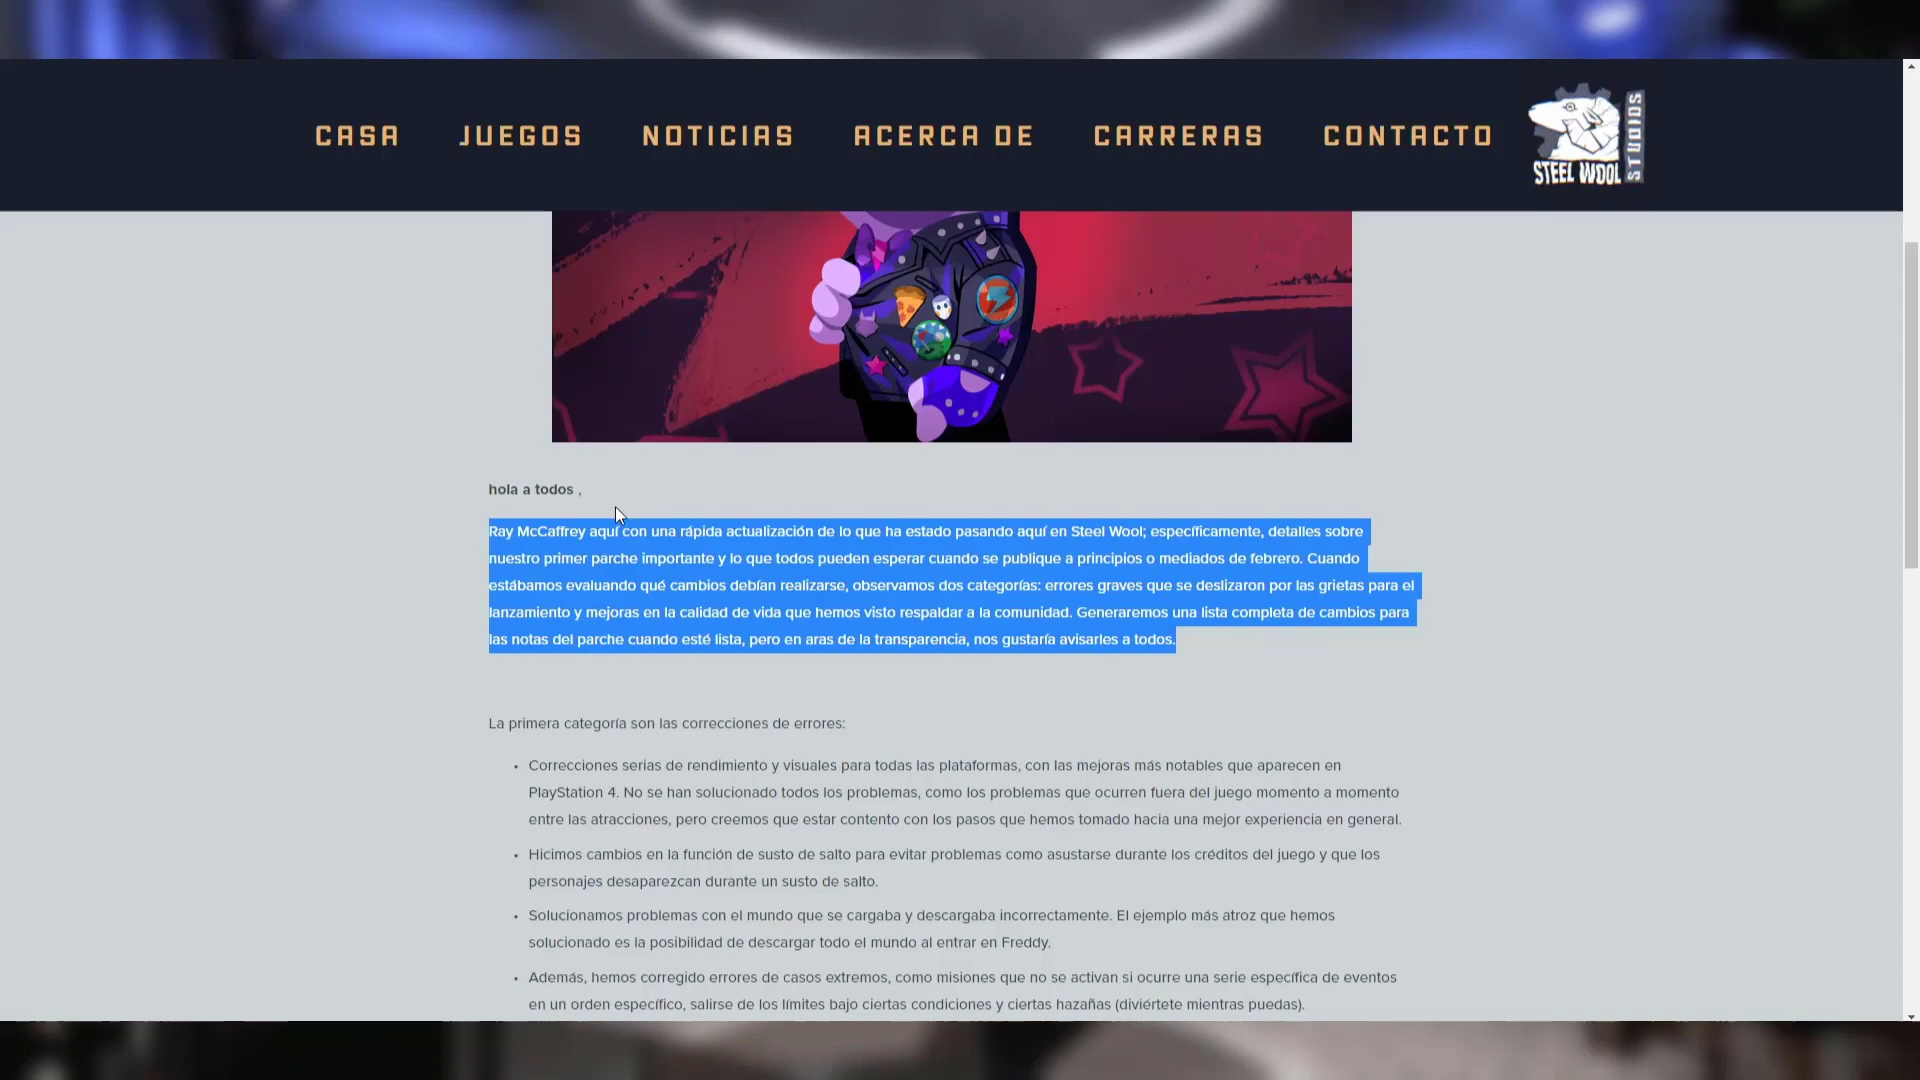 CASA JUEGOS NOTICIAS ACERCA DE CARRERAS CONTACTO
STEEL WOOL
STUDIOS
hola a todos ,
Ray McCaffrey aquí con una rápida actualización de lo que ha estado pasando aquí en Steel Wool; específicamente, detalles sobre
nuestro primer parche importante y lo que todos pueden esperar cuando se publique a principios o mediados de febrero. Cuando
estábamos evaluando qué cambios debían realizarse, observamos dos categorías: errores graves que se deslizaron por las grietas para el
lanzamiento y mejoras en la calidad de vida que hemos visto respaldar a la comunidad. Generaremos una lista completa de cambios para
las notas del parche cuando esté lista, pero en aras de la transparencia, nos gustaría avisarles a todos.
La primera categoría son las correcciones de errores:
• Correcciones serias de rendimiento y visuales para todas las plataformas, con las mejoras más notables que aparecen en
PlayStation 4. No se han solucionado todos los problemas, como los problemas que ocurren fuera del juego momento a momento
entre las atracciones, pero creemos que estar contento con los pasos que hemos tomado hacia una mejor experiencia en general.
• Hicimos cambios en la función de susto de salto para evitar problemas como asustarse durante los créditos del juego y que los
personajes desaparezcan durante un susto de salto.
• Solucionamos problemas con el mundo que se cargaba y descargaba incorrectamente. El ejemplo más atroz que hemos
solucionado es la posibilidad de descargar todo el mundo al entrar en Freddy.
• Además, hemos corregido errores de casos extremos, como misiones que no se activan si ocurre una serie específica de eventos
en un orden específico, salirse de los límites bajo ciertas condiciones y ciertas hazañas (diviértete mientras puedas).